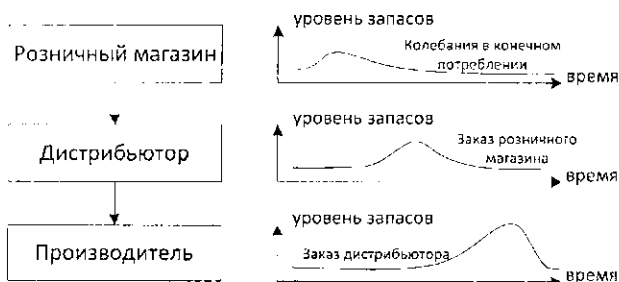 уровень запасов
Розничный магазин
Колебания в конечном
потреблении
время
уровень запасов
Дистрибьютор
Заказ розничного
магазина
время
уровень запасов
Производитель
Заказ дистрибьютора
время